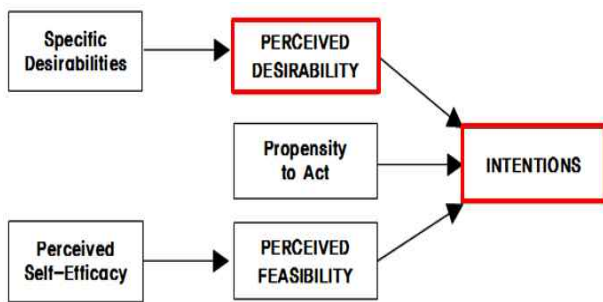 Specific
Desirabilities
PERCEIVED
DESIRABILITY
Propensity
to Act
INTENTIONS
Perceived
Self-Efficacy
PERCEIVED
FEASIBILITY